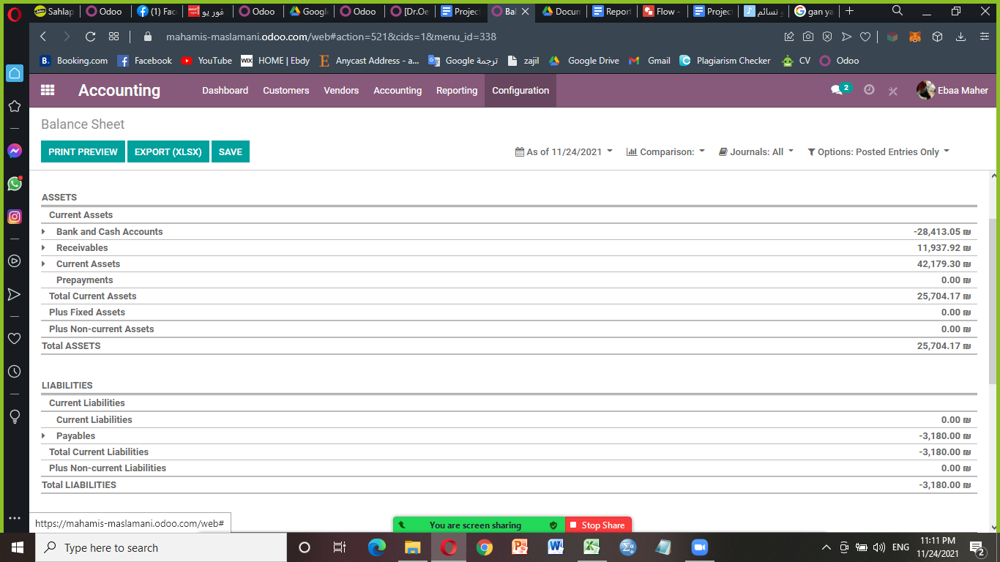 Sahlap
Odoo
(1) Fac
فور يو
Odoo
Googl
Odoo
[Dr.Oe
Project
Bal
Docum
Report
Flow -
Project
نسائم
gan ya
mahamis-maslamani.odoo.com/web#action=521&cids=1&menu_id=338
Booking.com
Facebook
YouTube
WIX HOME | Ebdy
Anycast Address - a...
Google ترجمة
zajil
Google Drive
Gmail
Plagiarism Checker
CV
Odoo
Accounting
Dashboard
Customers
Vendors
Accounting
Reporting
Configuration
2
Ebaa Maher
Balance Sheet
PRINT PREVIEW
EXPORT (XLSX)
SAVE
As of 11/24/2021
Comparison:
Journals: All
Options: Posted Entries Only
ASSETS
Current Assets
Bank and Cash Accounts -28,413.05 ₪
Receivables 11,937.92 ₪
Current Assets 42,179.30 ₪
Prepayments 0.00 ₪
Total Current Assets 25,704.17 ₪
Plus Fixed Assets 0.00 ₪
Plus Non-current Assets 0.00 ₪
Total ASSETS 25,704.17 ₪
LIABILITIES
Current Liabilities
Current Liabilities 0.00 ₪
Payables -3,180.00 ₪
Total Current Liabilities -3,180.00 ₪
Plus Non-current Liabilities 0.00 ₪
Total LIABILITIES -3,180.00 ₪
https://mahamis-maslamani.odoo.com/web#
You are screen sharing
Stop Share
Type here to search
ENG
11:11 PM
11/24/2021
2